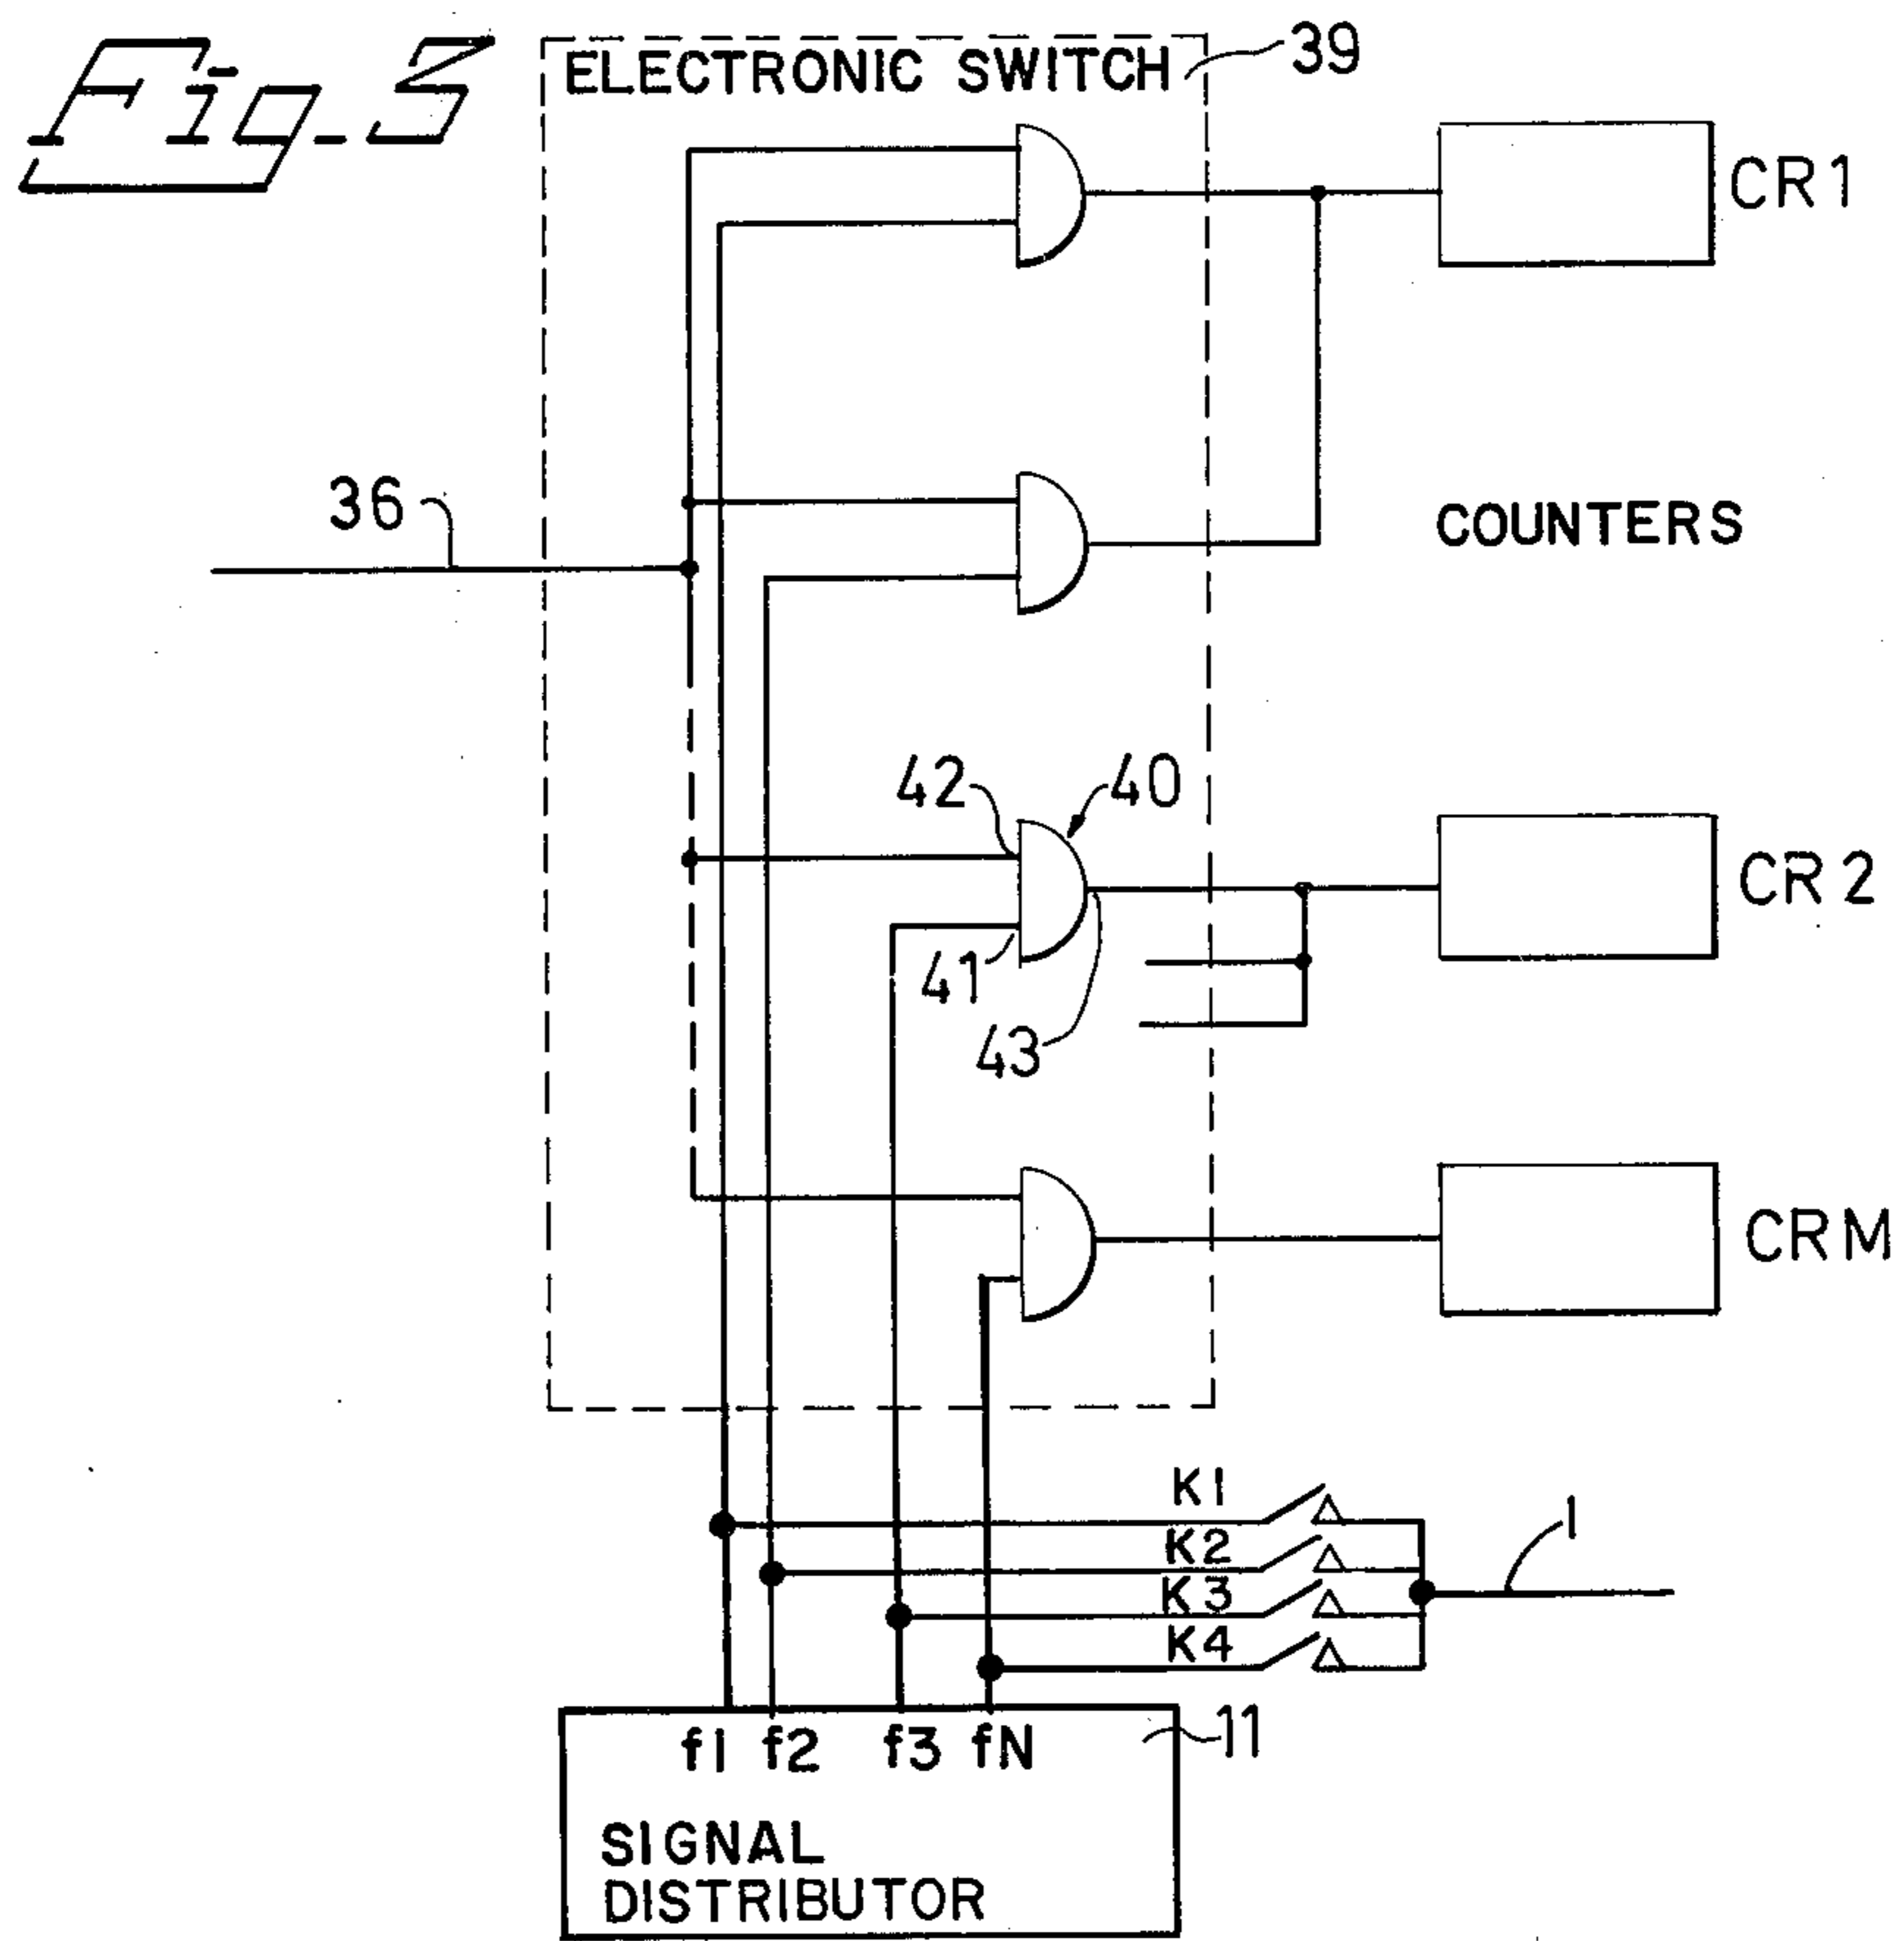 Fig. 3
ELECTRONIC SWITCH
39
CR1
36
COUNTERS
42
40
CR2
41
43
CRM
K1
K2
K3
K4
1
f1 f2 f3 fN
11
SIGNAL
DISTRIBUTOR